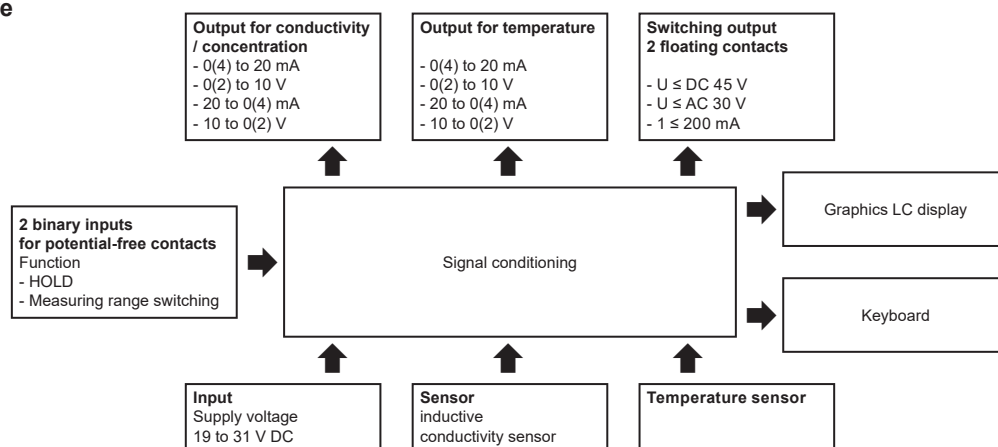 e
Output for conductivity
/ concentration
- 0(4) to 20 mA
- 0(2) to 10 V
- 20 to 0(4) mA
- 10 to 0(2) V
Output for temperature
- 0(4) to 20 mA
- 0(2) to 10 V
- 20 to 0(4) mA
- 10 to 0(2) V
Switching output
2 floating contacts
- U ≤ DC 45 V
- U ≤ AC 30 V
- 1 ≤ 200 mA
2 binary inputs
for potential-free contacts
Function
- HOLD
- Measuring range switching
Signal conditioning
Graphics LC display
Keyboard
Input
Supply voltage
19 to 31 V DC
Sensor
inductive
conductivity sensor
Temperature sensor